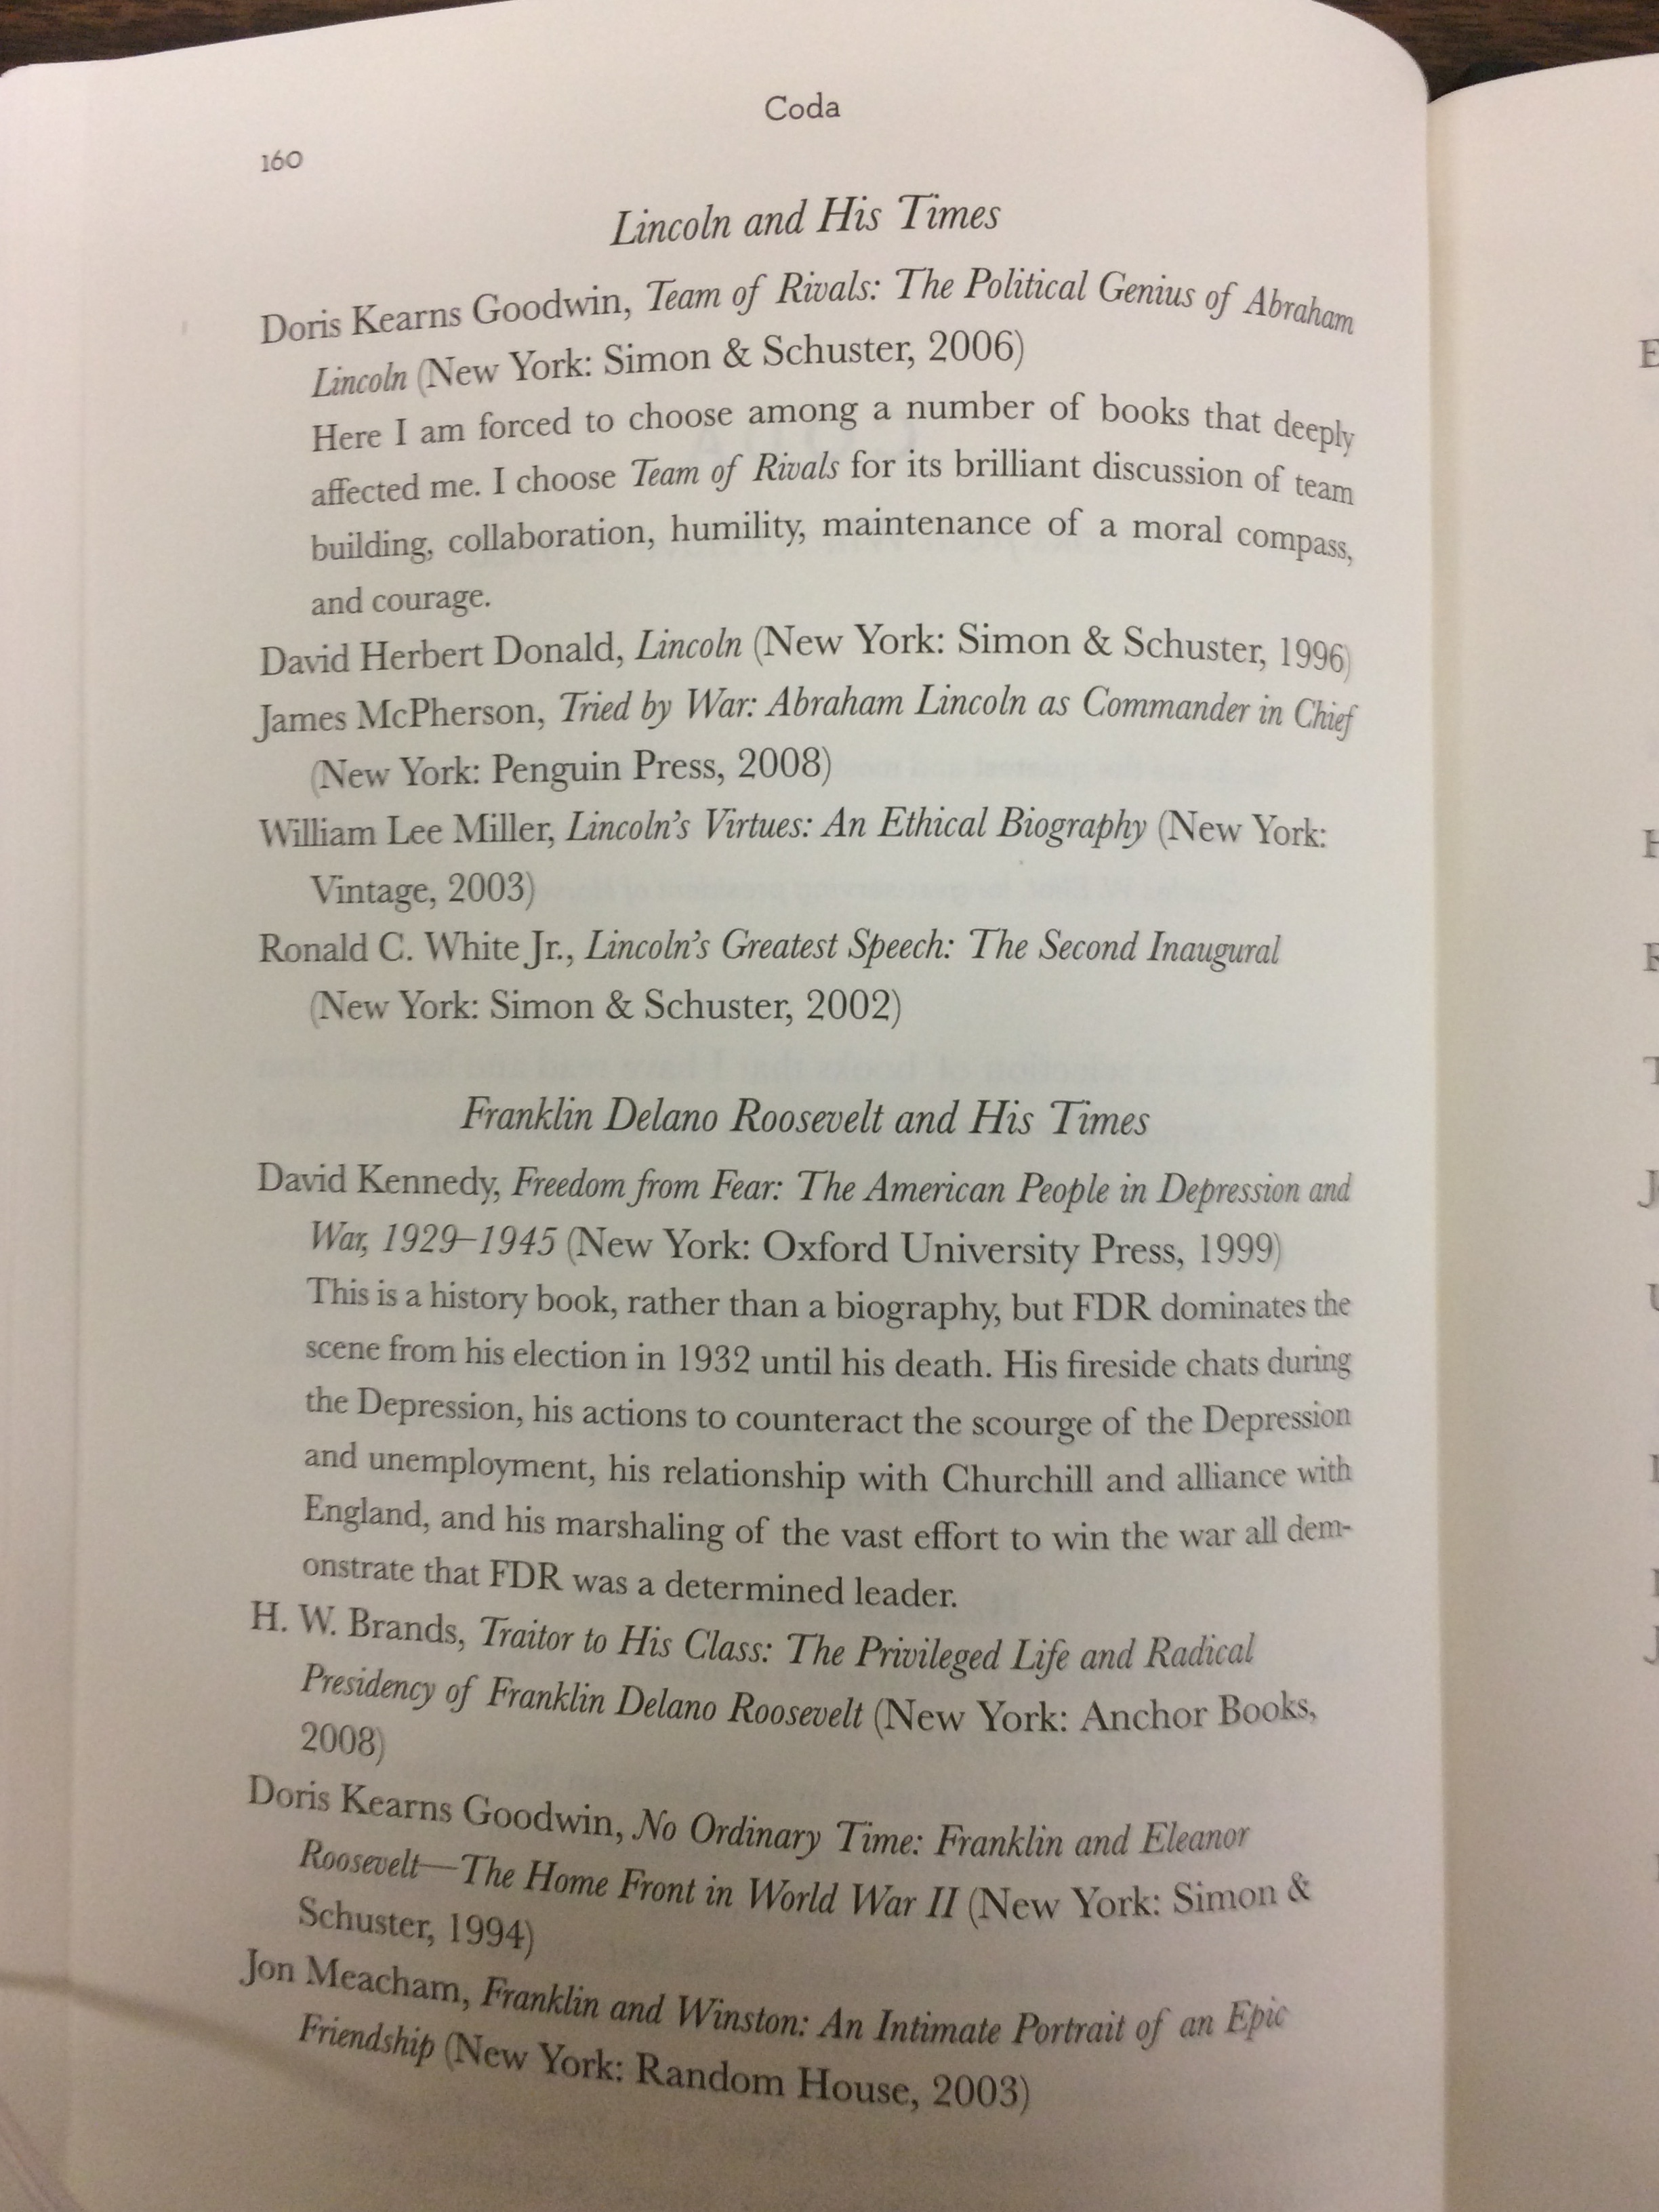 Coda
160
Lincoln and His Times
Doris Kearns Goodwin, Team of Rivals: The Political Genius of Abraham
Lincoln (New York: Simon & Schuster, 2006)
Here I am forced to choose among a number of books that deeply
affected me. I choose Team of Rivals for its brilliant discussion of team
building, collaboration, humility, maintenance of a moral compass,
and courage.
David Herbert Donald, Lincoln (New York: Simon & Schuster, 1996)
James McPherson, Tried by War: Abraham Lincoln as Commander in Chief
(New York: Penguin Press, 2008)
William Lee Miller, Lincoln's Virtues: An Ethical Biography (New York:
Vintage, 2003)
Ronald C. White Jr., Lincoln's Greatest Speech: The Second Inaugural
(New York: Simon & Schuster, 2002)
Franklin Delano Roosevelt and His Times
David Kennedy, Freedom from Fear: The American People in Depression and
War, 1929–1945 (New York: Oxford University Press, 1999)
This is a history book, rather than a biography, but FDR dominates the
scene from his election in 1932 until his death. His fireside chats during
the Depression, his actions to counteract the scourge of the Depression
and unemployment, his relationship with Churchill and alliance with
England, and his marshaling of the vast effort to win the war all dem-
onstrate that FDR was a determined leader.
H. W. Brands, Traitor to His Class: The Privileged Life and Radical
Presidency of Franklin Delano Roosevelt (New York: Anchor Books,
2008)
Doris Kearns Goodwin, No Ordinary Time: Franklin and Eleanor
Roosevelt—The Home Front in World War II (New York: Simon &
Schuster, 1994)
Jon Meacham, Franklin and Winston: An Intimate Portrait of an Epic
Friendship (New York: Random House, 2003)